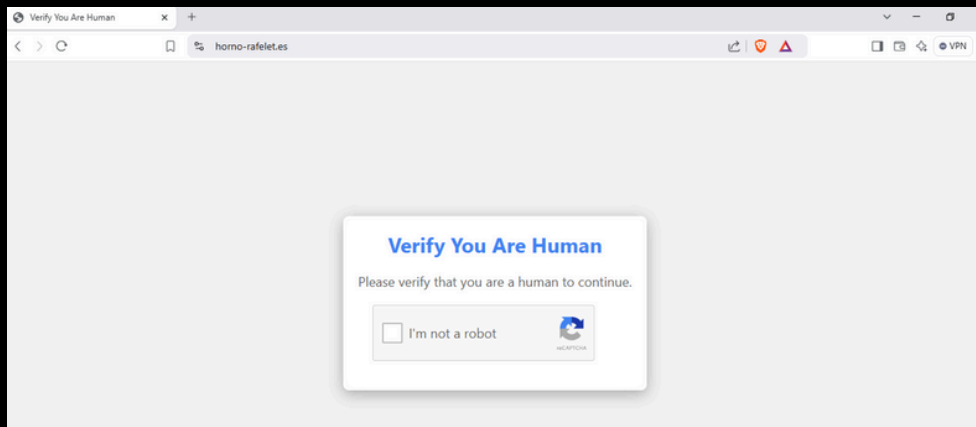 Verify You Are Human
horno-rafelet.es
VPN
Verify You Are Human
Please verify that you are a human to continue.
I'm not a robot
reCAPTCHA